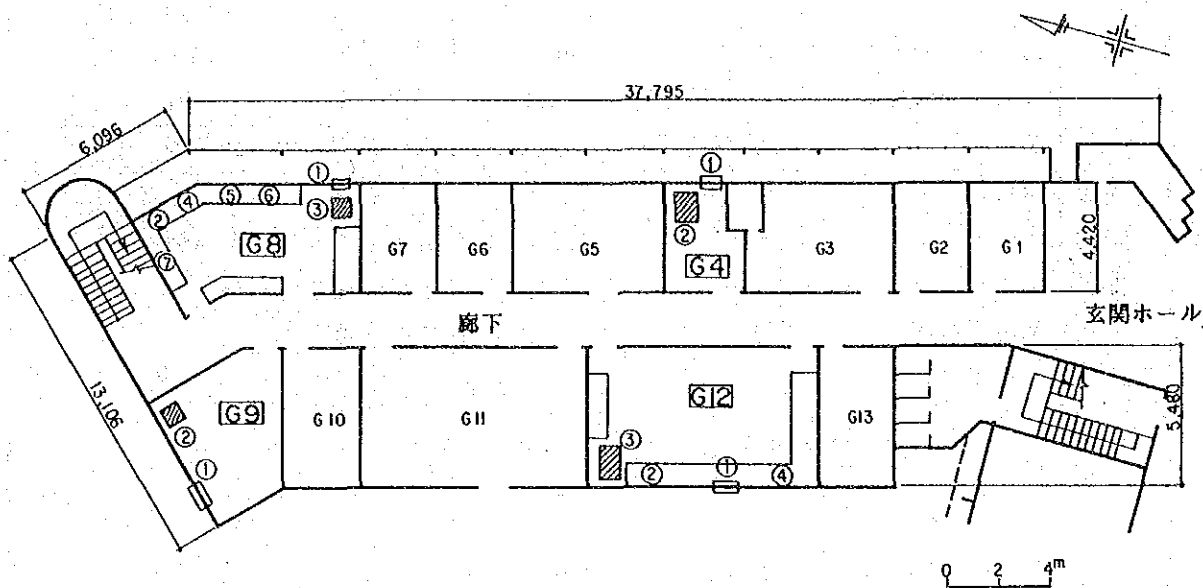 37.795
6,096
①
①
② ④ ⑤ ⑥
③
②
⑦
G8
G7
G6
G5
G4
G3
G2
G1
4,420
廊下
玄関ホール
13,106
②
G9
①
G10
G11
G12
③
②
①
④
G13
5,480
0 2 4m